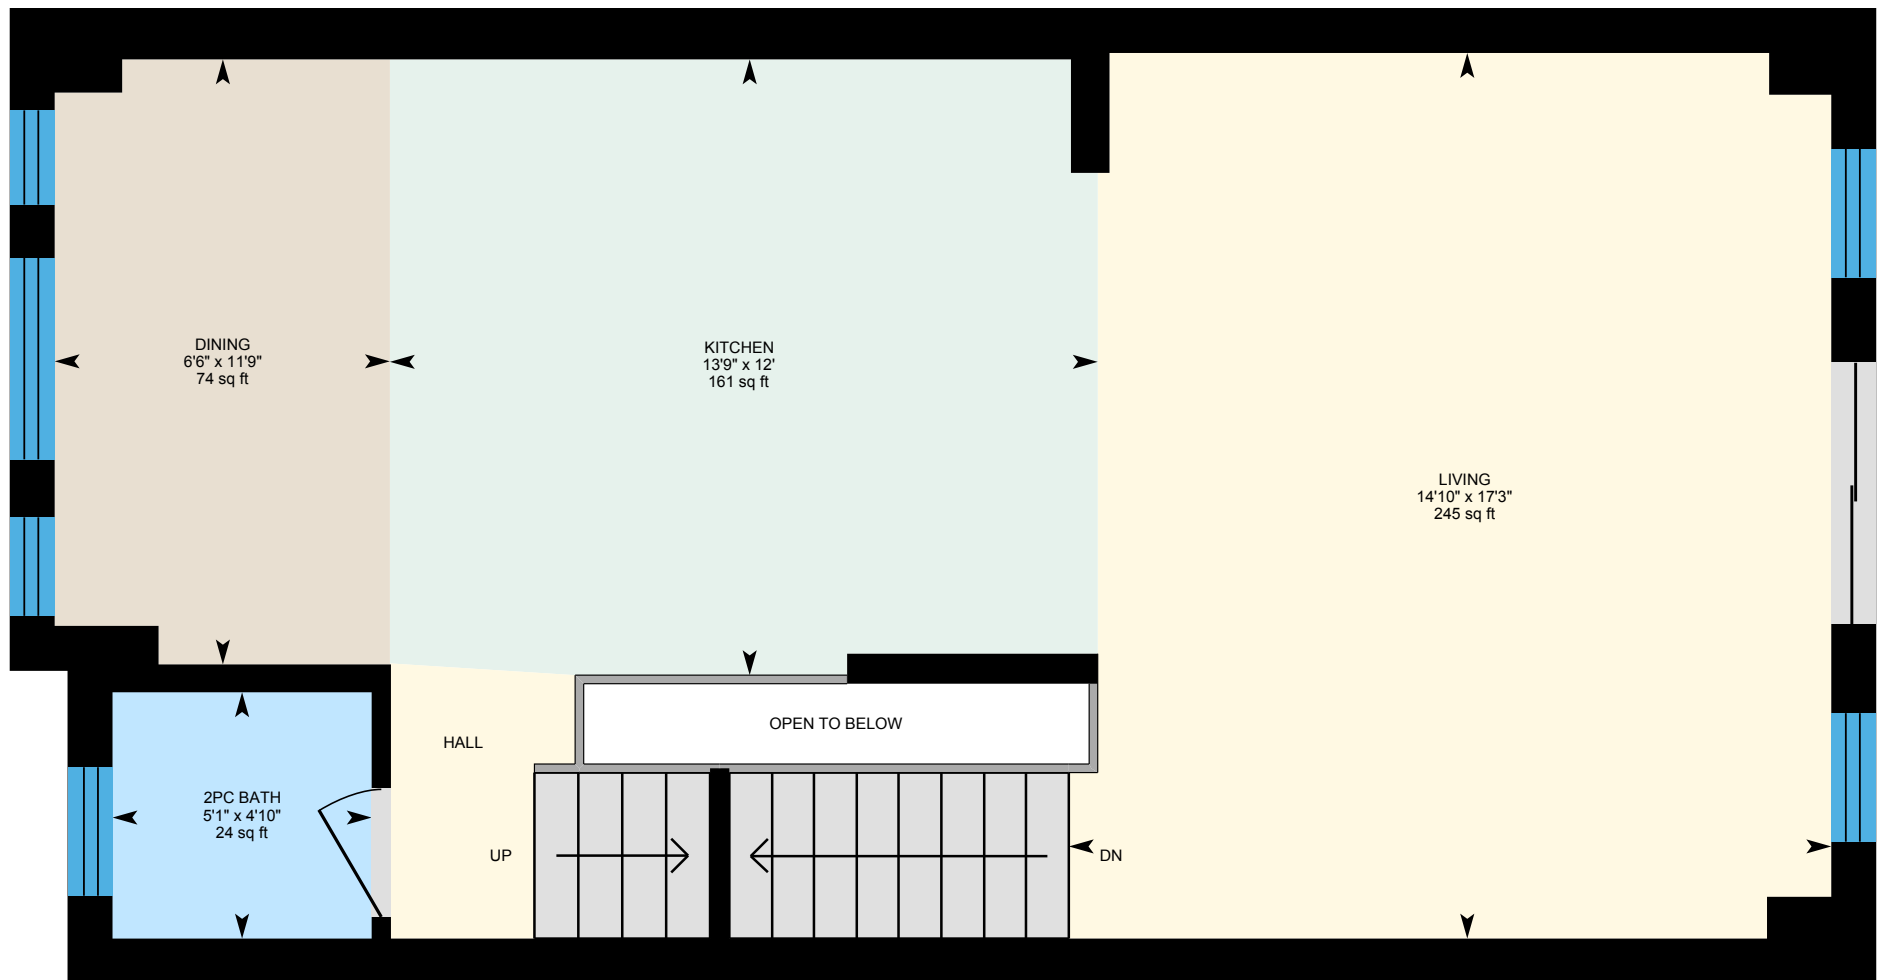 DINING
6'6" x 11'9"
74 sq ft
KITCHEN
13'9" x 12'
161 sq ft
LIVING
14'10" x 17'3"
245 sq ft
OPEN TO BELOW
HALL
2PC BATH
5'1" x 4'10"
24 sq ft
UP
DN